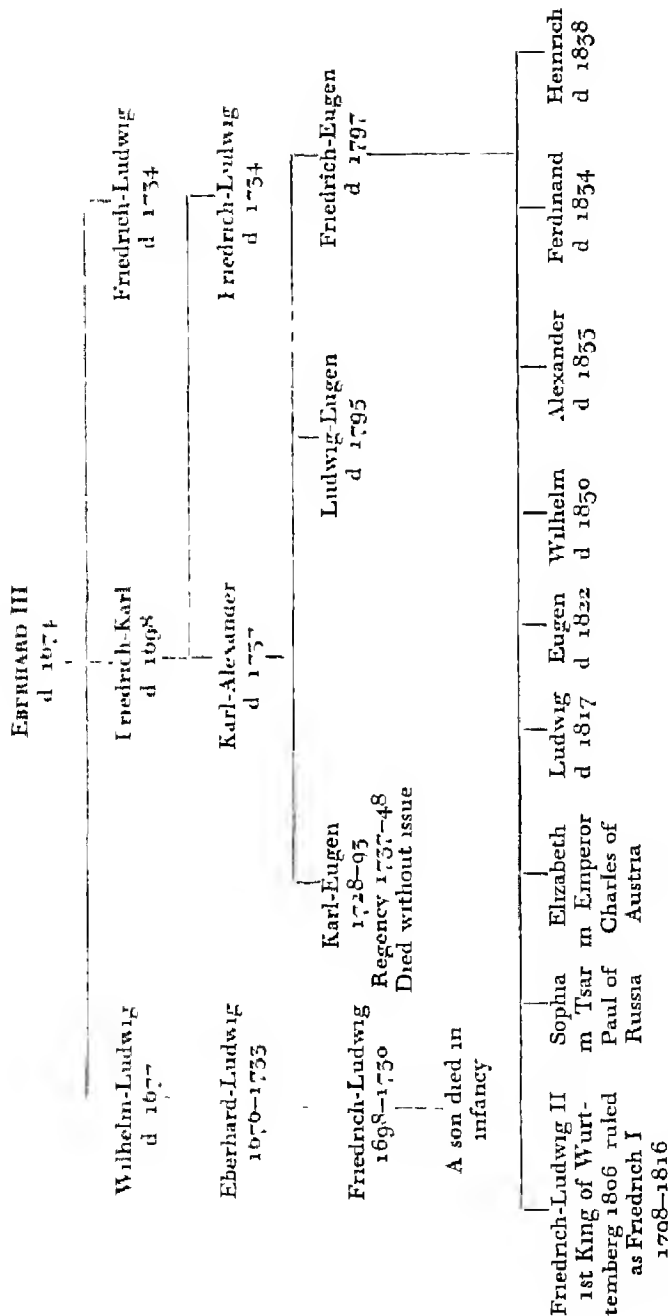 EBERHARD III
d 1674
Wilhelm-Ludwig
d 1677
Friedrich-Karl
d 1698
Friedrich-Ludwig
d 1734
Eberhard-Ludwig
1676–1733
Karl-Alexander
d 1737
Friedrich-Ludwig
d 1734
Friedrich-Ludwig
1698–1730
Karl-Eugen
1728–93
Regency 1737–48
Died without issue
Ludwig-Eugen
d 1795
Friedrich-Eugen
d 1797
A son died in
infancy
Friedrich-Ludwig II
1st King of Wurt-
temberg 1806 ruled
as Friedrich I
1798–1816
Sophia
m Tsar
Paul of
Russia
Elizabeth
m Emperor
Charles of
Austria
Ludwig
d 1817
Eugen
d 1822
Wilhelm
d 1830
Alexander
d 1833
Ferdinand
d 1834
Heinrich
d 1838